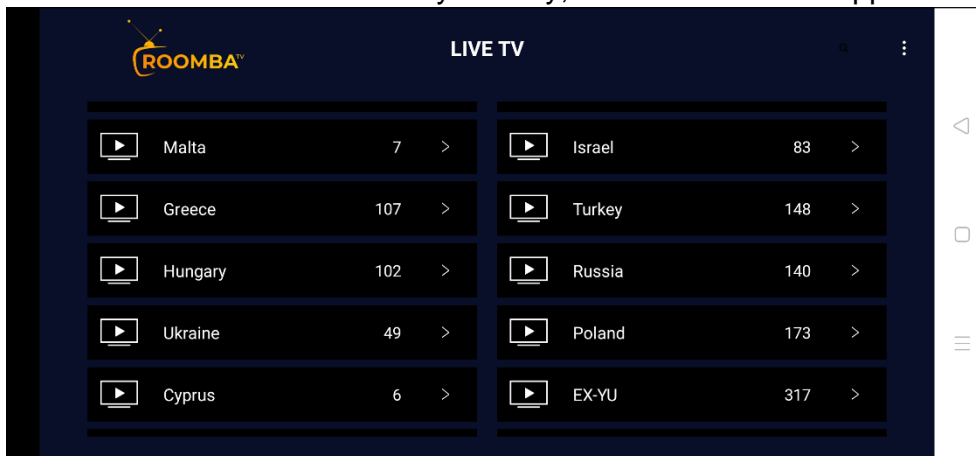 ROOMBA TV
LIVE TV
Malta 7 >
Israel 83 >
Greece 107 >
Turkey 148 >
Hungary 102 >
Russia 140 >
Ukraine 49 >
Poland 173 >
Cyprus 6 >
EX-YU 317 >